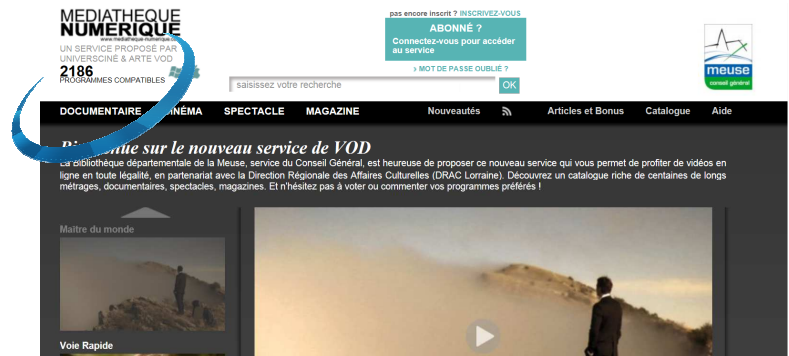 MEDIATHEQUE
NUMERIQUE
www.mediatheque-numerique.co
UN SERVICE PROPOSÉ PAR
UNIVERSCINÉ & ARTE VOD
2186
PROGRAMMES COMPATIBLES
pas encore inscrit ? INSCRIVEZ-VOUS
ABONNÉ ?
Connectez-vous pour accéder
au service
› MOT DE PASSE OUBLIÉ ?
saisissez votre recherche OK
meuse
conseil général
DOCUMENTAIRE CINÉMA SPECTACLE MAGAZINE Nouveautés Articles et Bonus Catalogue Aide
Bienvenue sur le nouveau service de VOD
La Bibliothèque départementale de la Meuse, service du Conseil Général, est heureuse de proposer ce nouveau service qui vous permet de profiter de vidéos en
ligne en toute légalité, en partenariat avec la Direction Régionale des Affaires Culturelles (DRAC Lorraine). Découvrez un catalogue riche de centaines de longs
métrages, documentaires, spectacles, magazines. Et n'hésitez pas à voter ou commenter vos programmes préférés !
Maître du monde
Voie Rapide